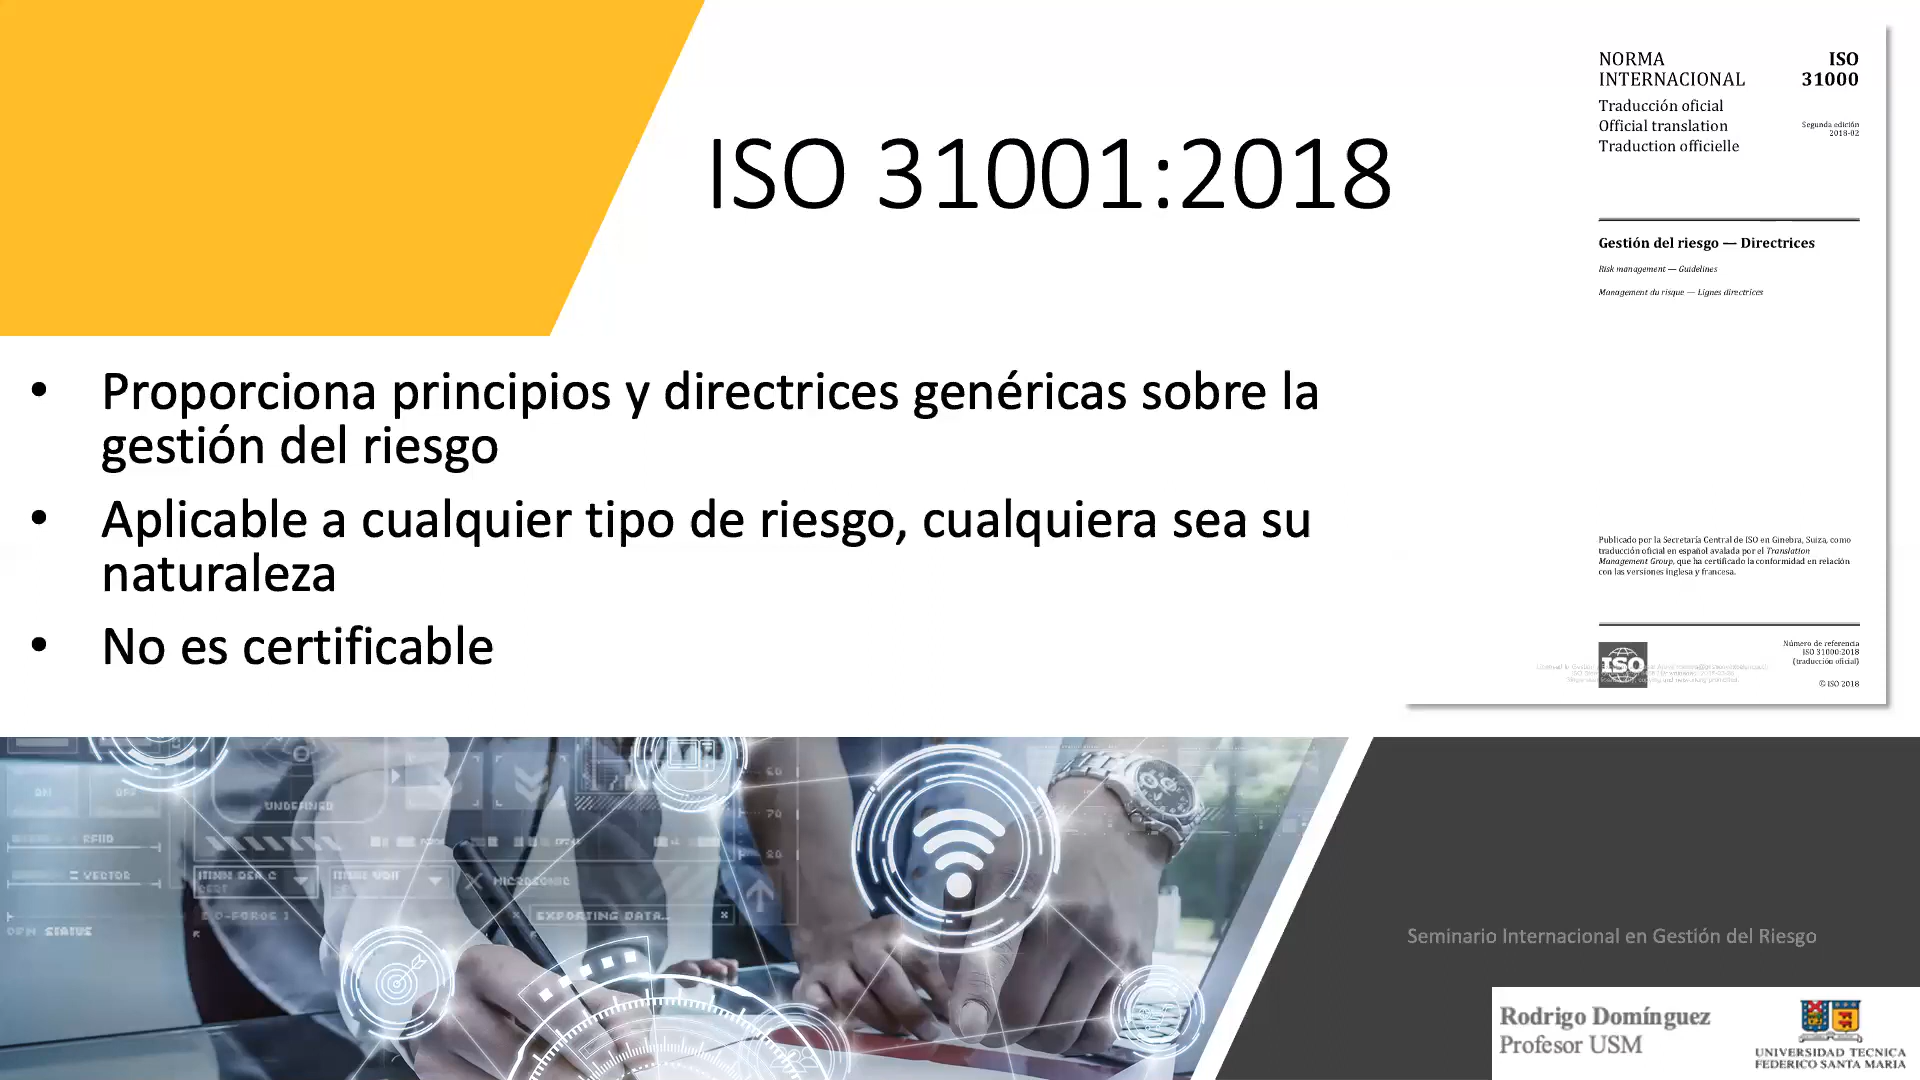 ISO 31001:2018
NORMA
INTERNACIONAL
ISO
31000
Traducción oficial
Official translation
Traduction officielle
Segunda edición
2018-02
Gestión del riesgo — Directrices
Risk management — Guidelines
Management du risque — Lignes directrices
Publicado por la Secretaría Central de ISO en Ginebra, Suiza, como
traducción oficial en español avalada por el Translation
Management Group, que ha certificado la conformidad en relación
con las versiones inglesa y francesa.
ISO
Número de referencia
ISO 31000:2018
(traducción oficial)
© ISO 2018
• Proporciona principios y directrices genéricas sobre la
gestión del riesgo
• Aplicable a cualquier tipo de riesgo, cualquiera sea su
naturaleza
• No es certificable
UNDEFINED
VECTOR
EXPORTING DATA..
STATUS
Seminario Internacional en Gestión del Riesgo
Rodrigo Domínguez
Profesor USM
UNIVERSIDAD TECNICA
FEDERICO SANTA MARIA